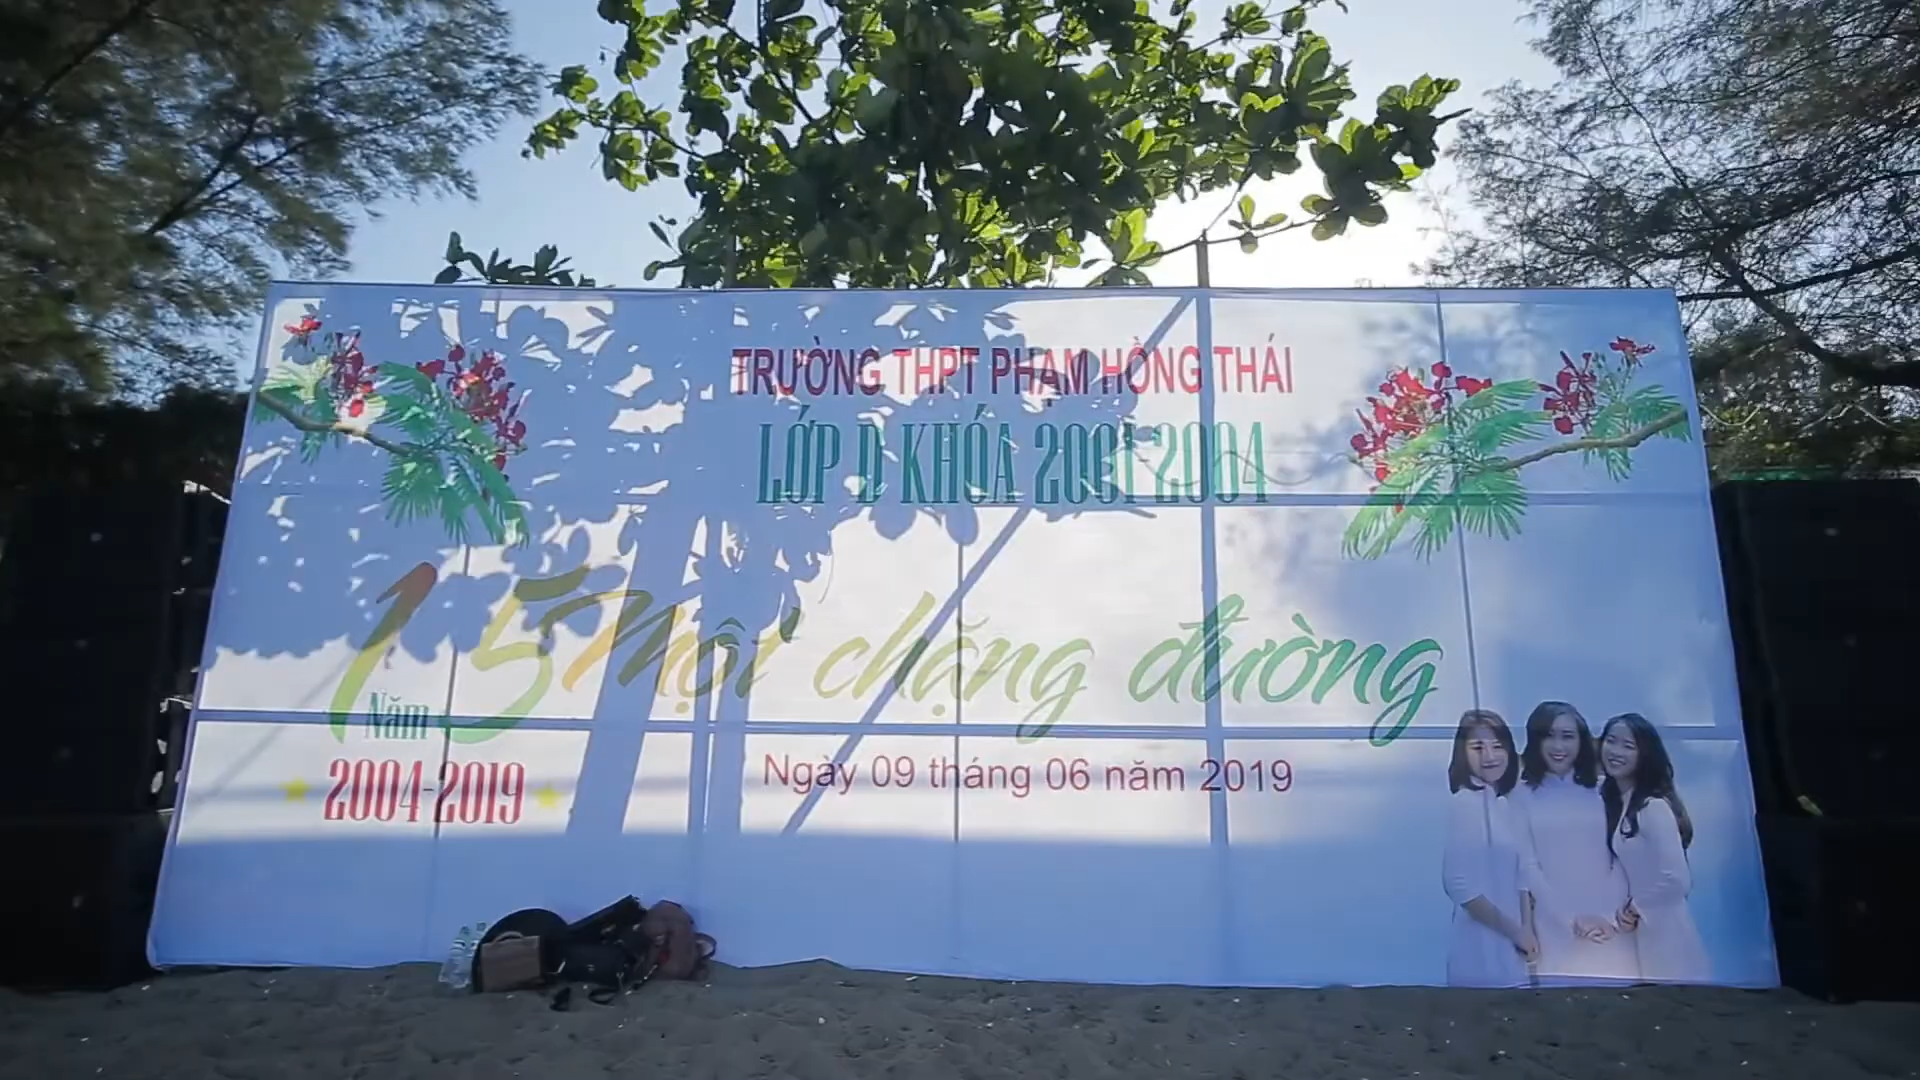 TRƯỜNG THPT PHẠM HỒNG THÁI
LỚP D KHÓA 2001-2004
15 Một chặng đường
Năm
2004-2019
Ngày 09 tháng 06 năm 2019